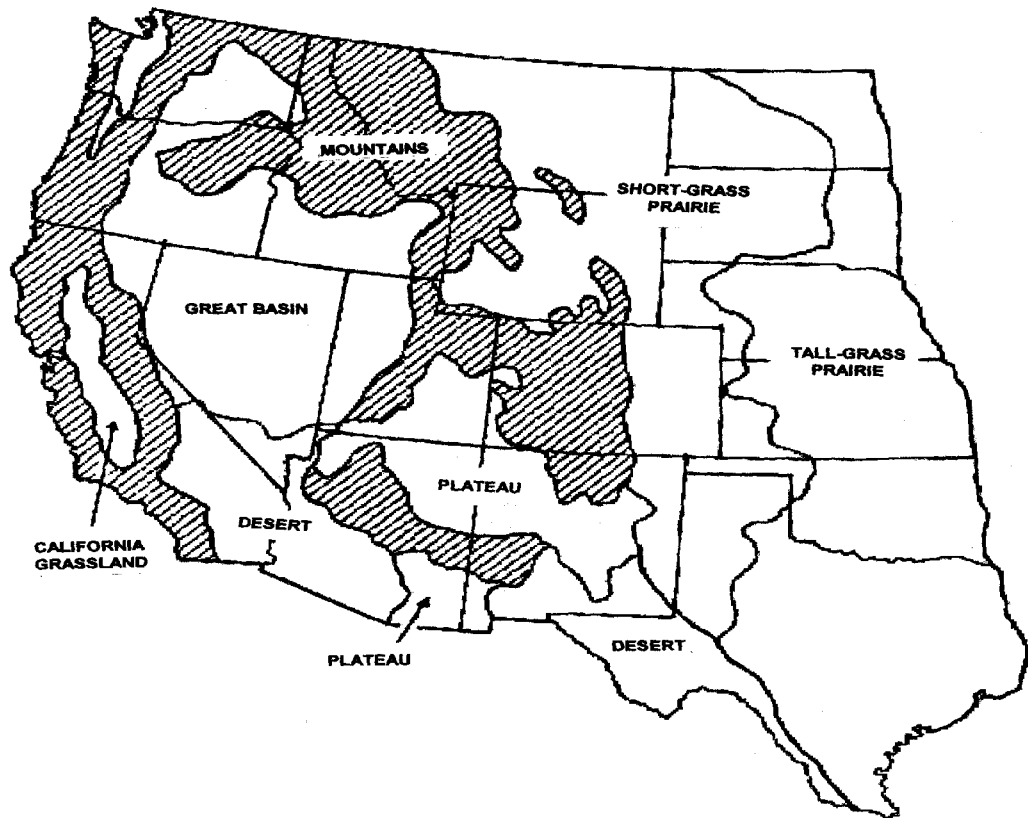 MOUNTAINS
SHORT-GRASS
PRAIRIE
GREAT BASIN
TALL-GRASS
PRAIRIE
PLATEAU
DESERT
CALIFORNIA
GRASSLAND
DESERT
PLATEAU